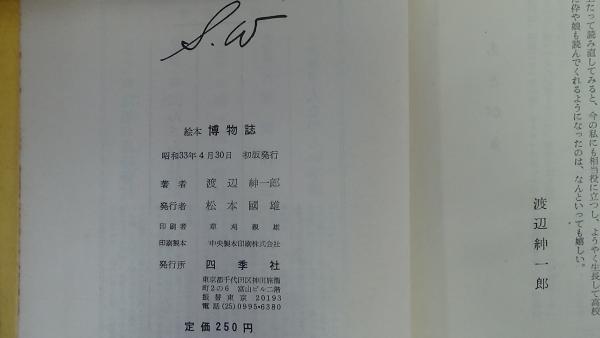 S.W
絵本 博物誌
昭和33年4月30日 初版発行
著者 渡辺紳一郎
発行者 松本國雄
印刷者 草刈親雄
印刷製本 中央製本印刷株式会社
発行所 四季社
東京都千代田区神田旅籠
町2の6 富山ビル二階
振替東京 20193
電話(25)0995・6380
定価250円
たって読み直してみると、今の私にも相当役に立つし、ようやく生長して高校
た倅や娘も読んでくれるようになったのは、なんといっても嬉しい。
渡辺紳一郎